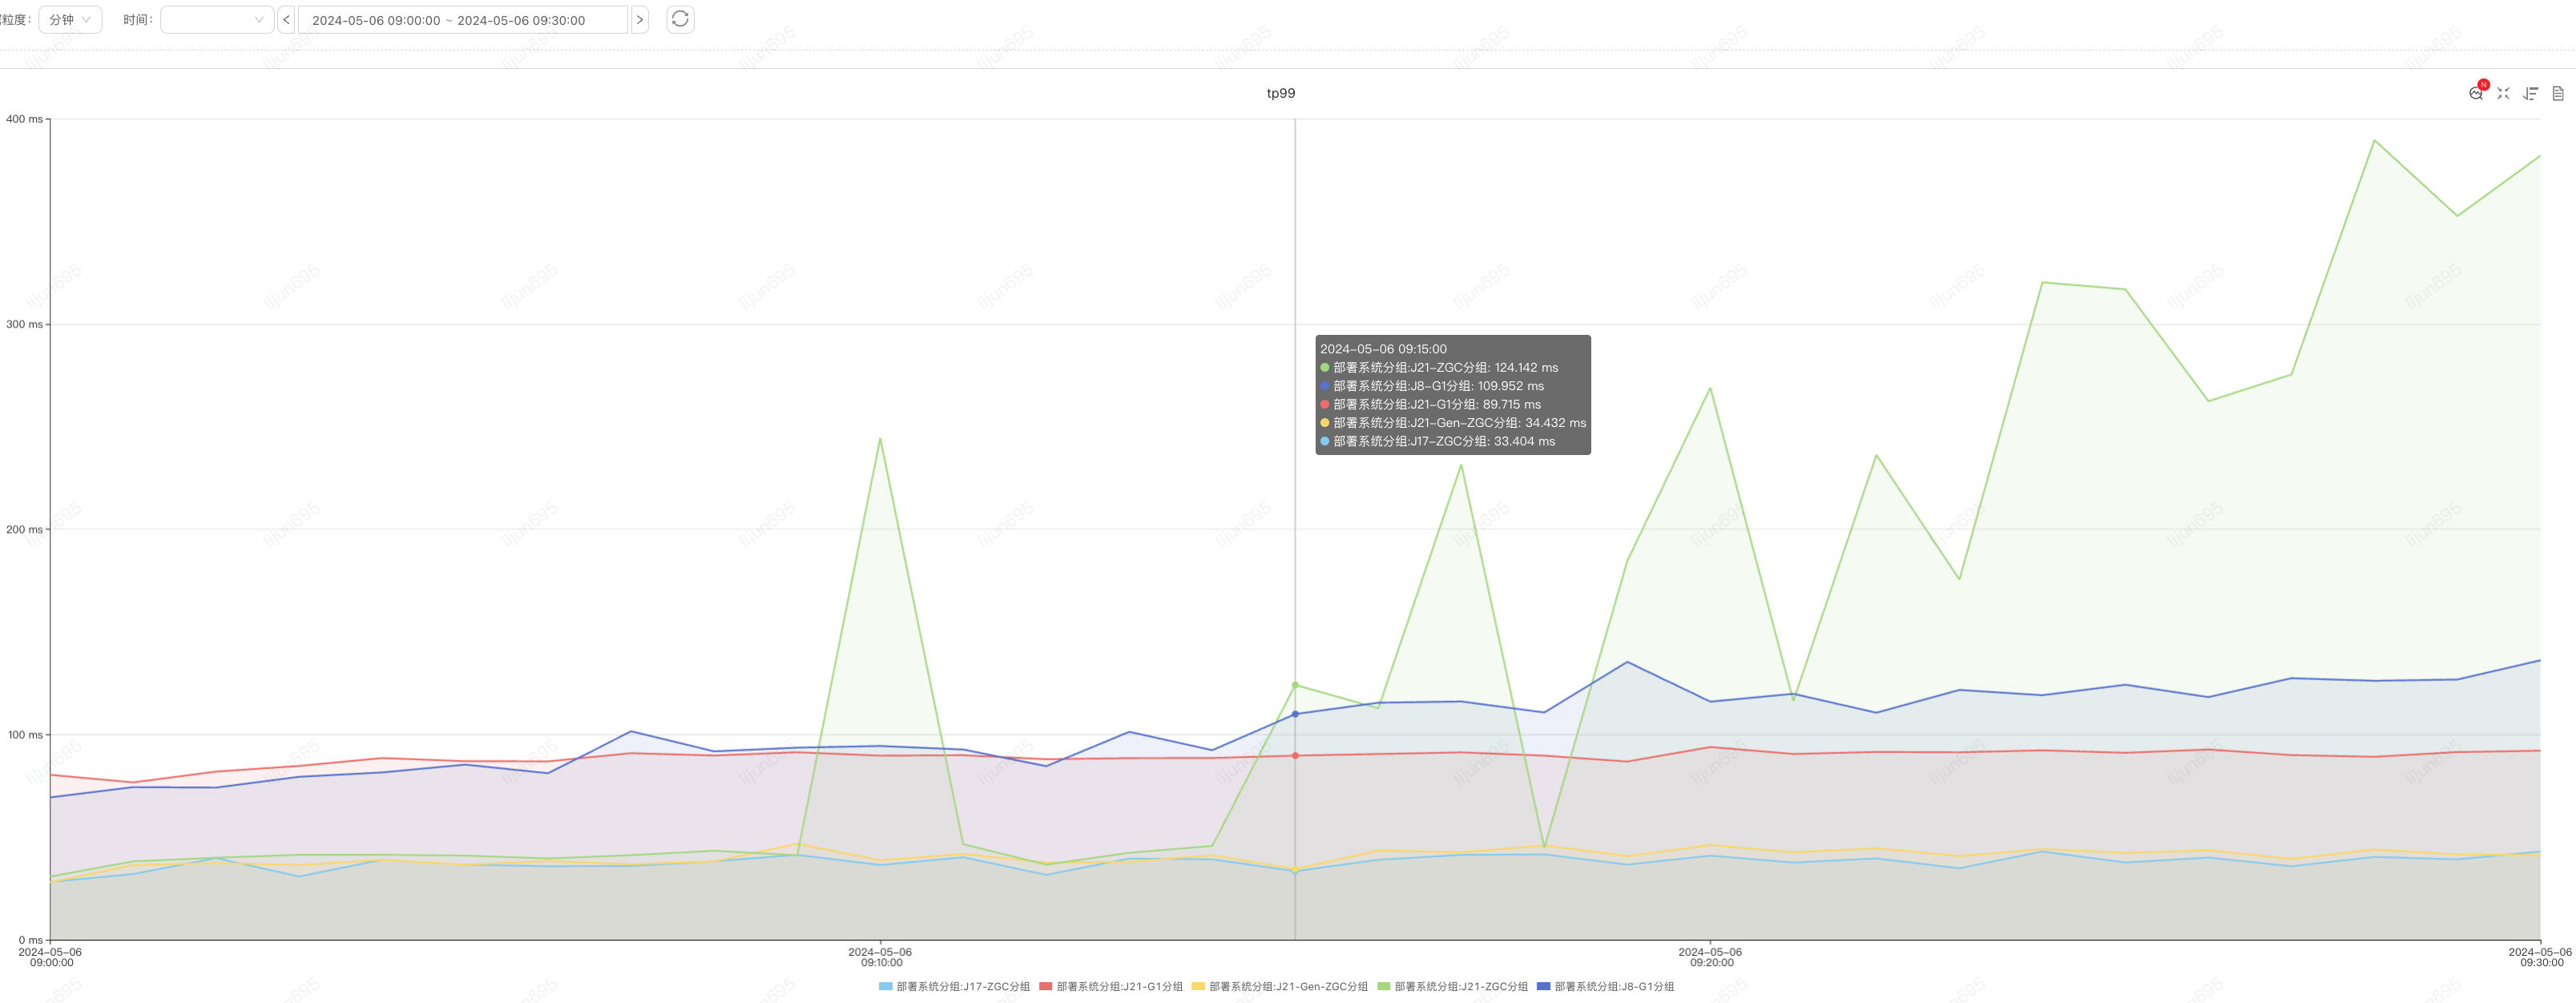 粒度： 分钟 时间： < 2024-05-06 09:00:00 ~ 2024-05-06 09:30:00 >
tp99
N
400 ms
300 ms
200 ms
100 ms
0 ms
2024-05-06 09:15:00
部署系统分组:J21-ZGC分组: 124.142 ms
部署系统分组:J8-G1分组: 109.952 ms
部署系统分组:J21-G1分组: 89.715 ms
部署系统分组:J21-Gen-ZGC分组: 34.432 ms
部署系统分组:J17-ZGC分组: 33.404 ms
2024-05-06
09:00:00
2024-05-06
09:10:00
2024-05-06
09:20:00
2024-05-06
09:30:00
部署系统分组:J17-ZGC分组 部署系统分组:J21-G1分组 部署系统分组:J21-Gen-ZGC分组 部署系统分组:J21-ZGC分组 部署系统分组:J8-G1分组